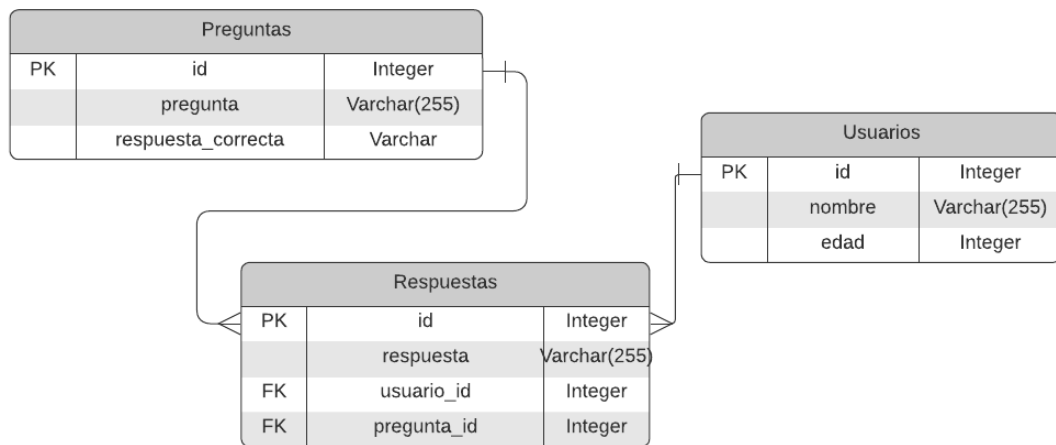 Preguntas
PK id Integer
pregunta Varchar(255)
respuesta_correcta Varchar
Usuarios
PK id Integer
nombre Varchar(255)
edad Integer
Respuestas
PK id Integer
respuesta Varchar(255)
FK usuario_id Integer
FK pregunta_id Integer